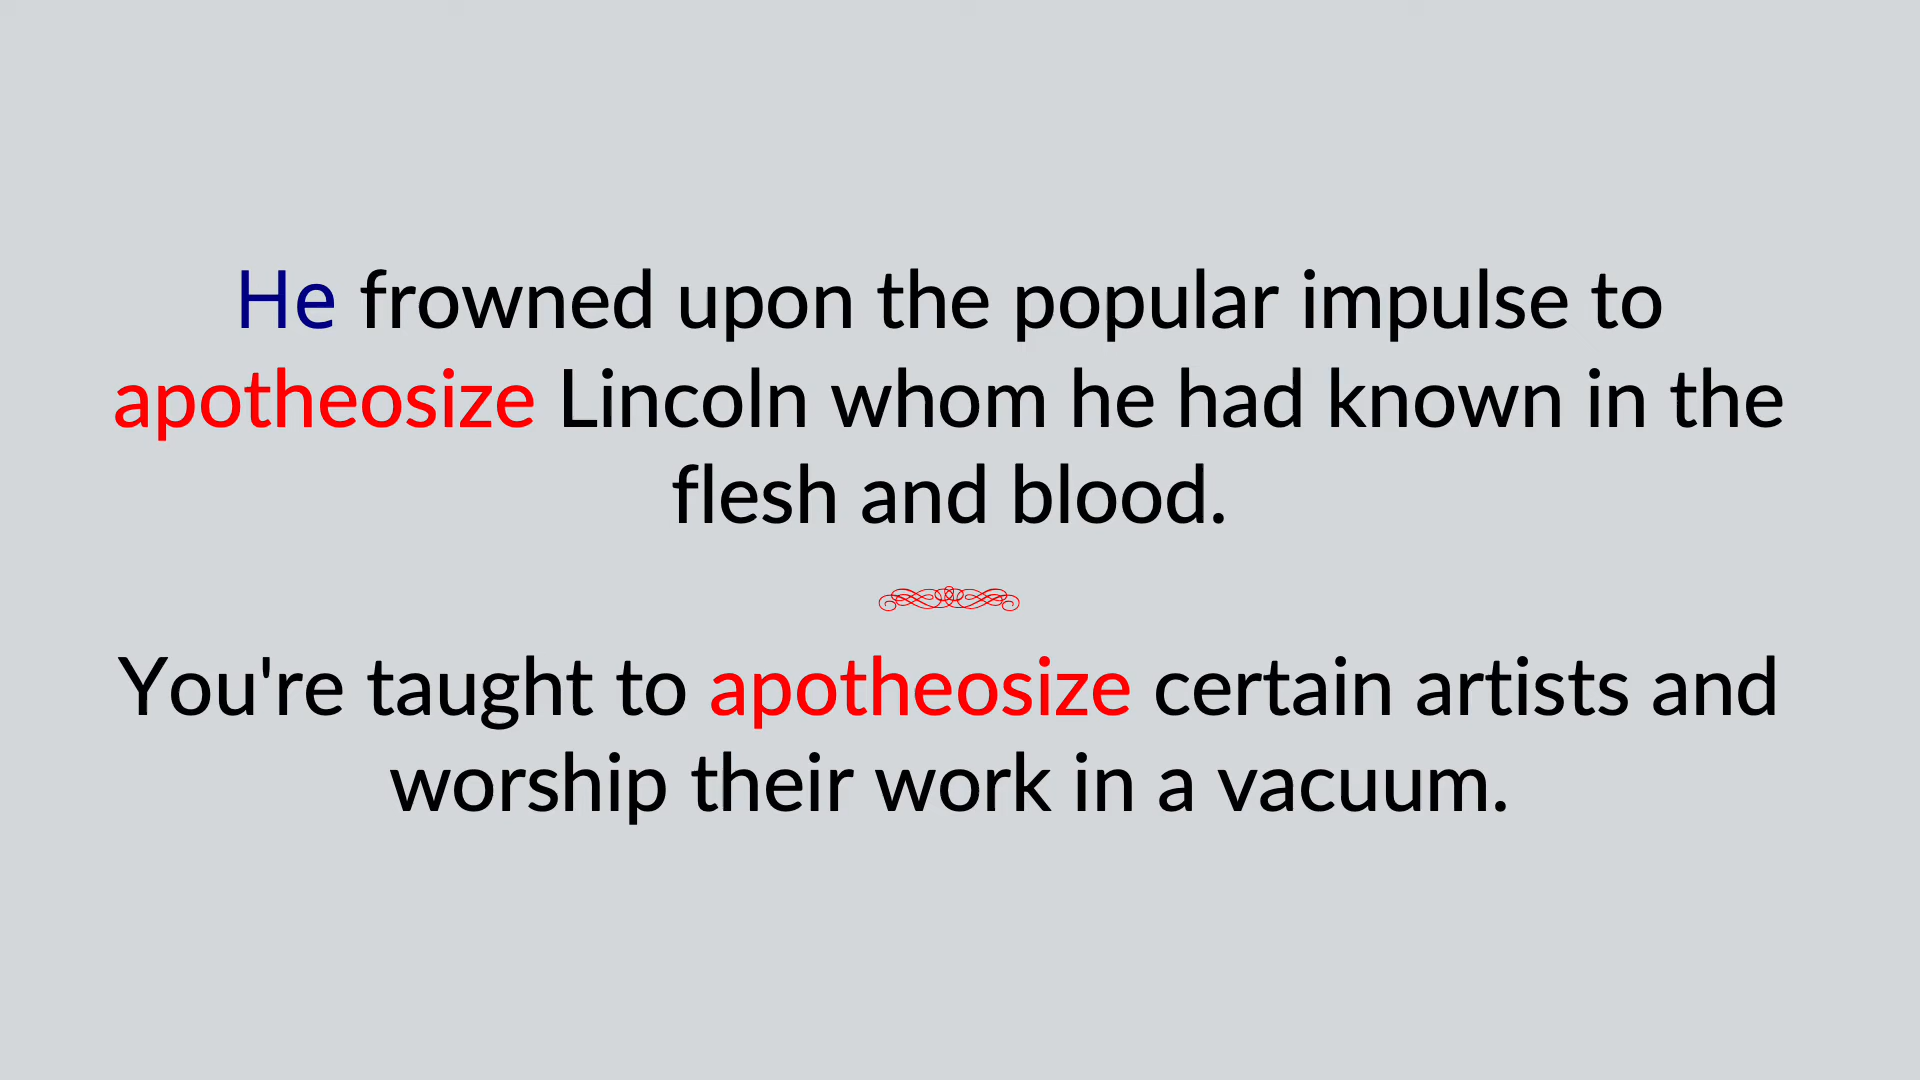 He frowned upon the popular impulse to
apotheosize Lincoln whom he had known in the
flesh and blood.
You're taught to apotheosize certain artists and
worship their work in a vacuum.